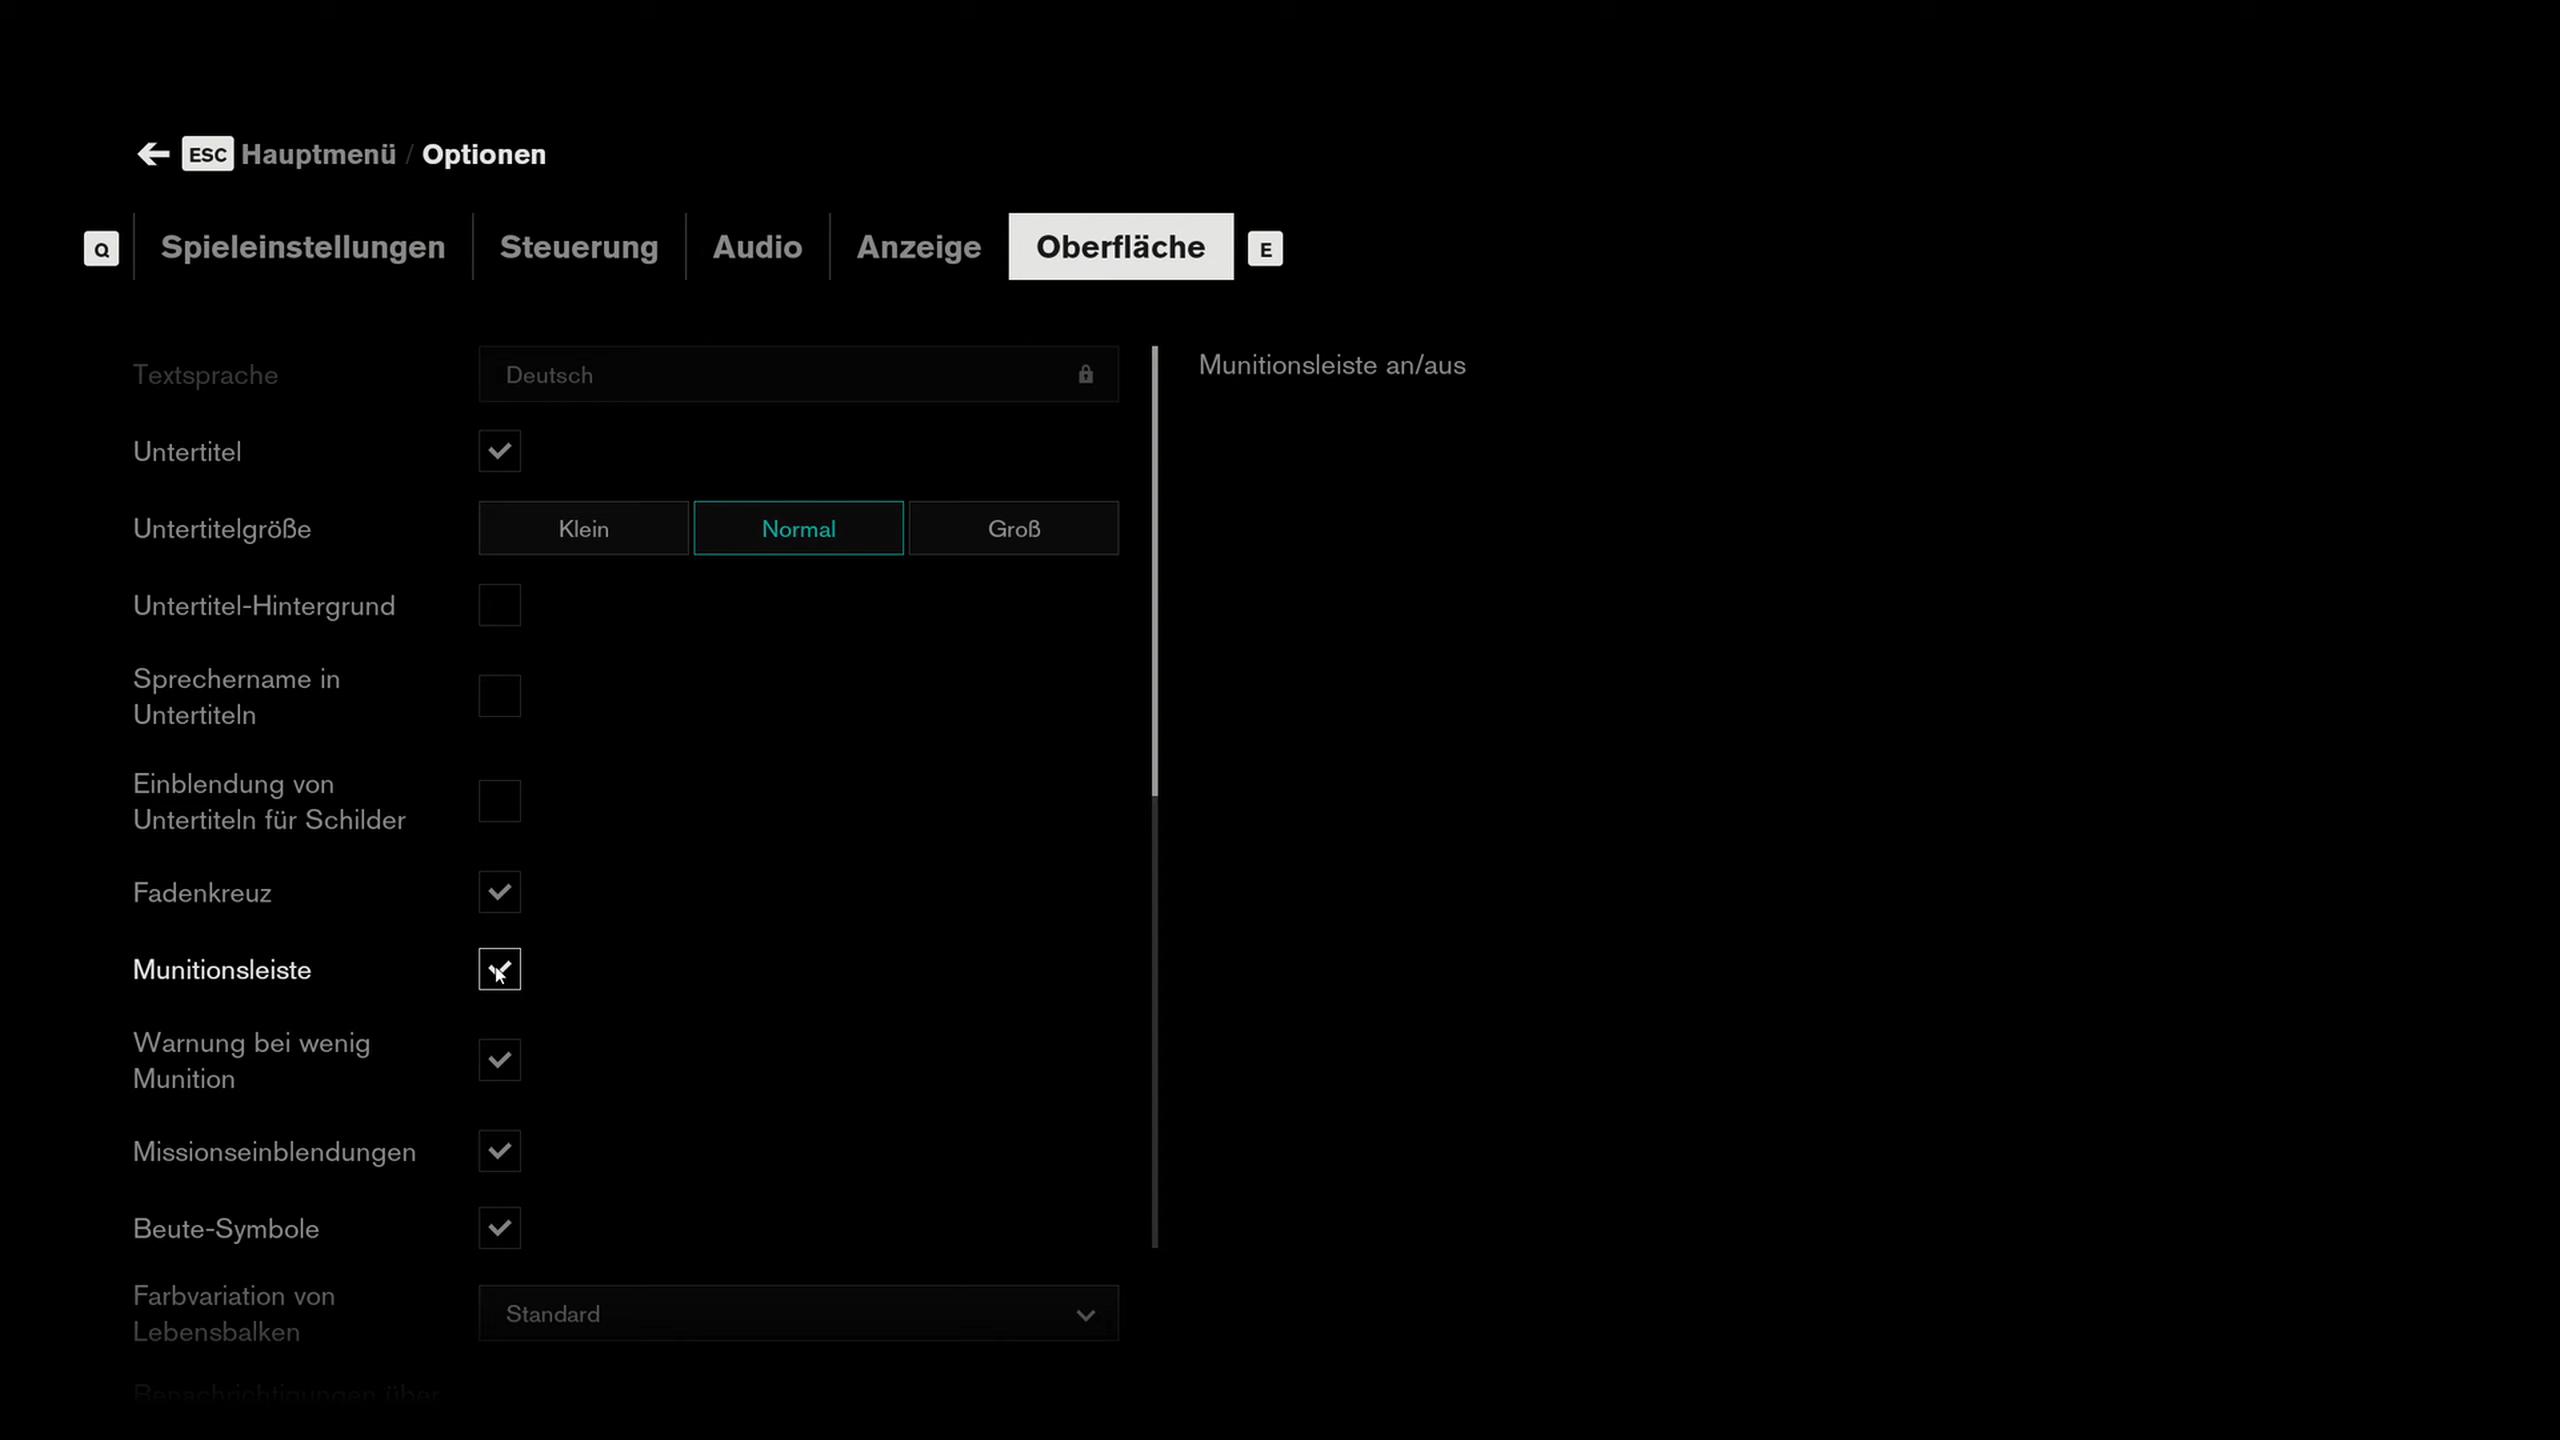 ESC Hauptmenü / Optionen
Q Spieleinstellungen Steuerung Audio Anzeige Oberfläche E
Textsprache Deutsch
Munitionsleiste an/aus
Untertitel
Untertitelgröße Klein Normal Groß
Untertitel-Hintergrund
Sprechername in
Untertiteln
Einblendung von
Untertiteln für Schilder
Fadenkreuz
Munitionsleiste
Warnung bei wenig
Munition
Missionseinblendungen
Beute-Symbole
Farbvariation von
Lebensbalken
Standard
Benachrichtigungen über